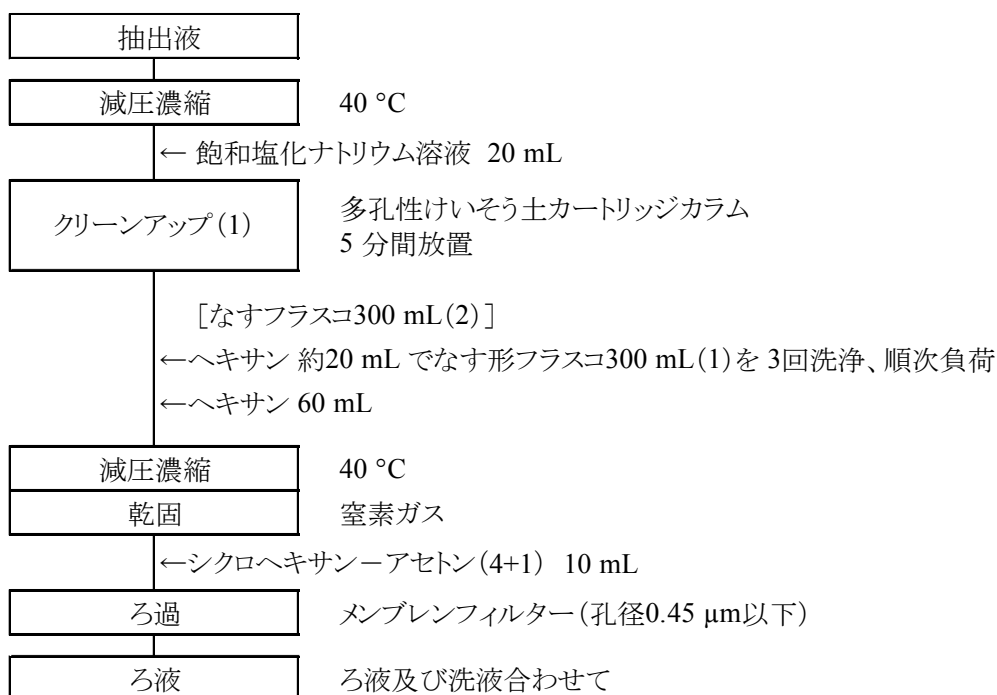 抽出液
減圧濃縮 40 °C
← 飽和塩化ナトリウム溶液 20 mL
クリーンアップ(1) 多孔性けいそう土カートリッジカラム
5 分間放置
［なすフラスコ300 mL(2)］
←ヘキサン 約20 mL でなす形フラスコ300 mL(1)を 3回洗浄、順次負荷
←ヘキサン 60 mL
減圧濃縮 40 °C
乾固 窒素ガス
←シクロヘキサン－アセトン(4+1) 10 mL
ろ過 メンブレンフィルター(孔径0.45 µm以下)
ろ液 ろ液及び洗液合わせて